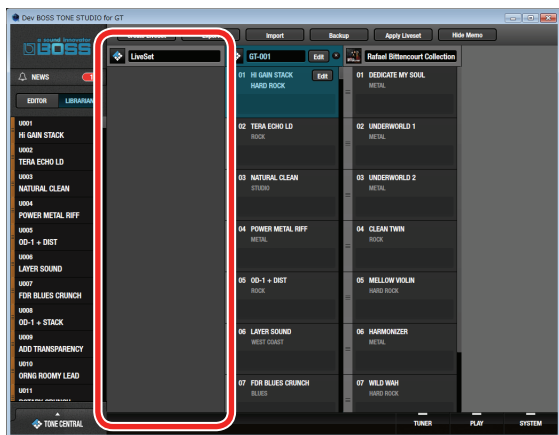 Dev BOSS TONE STUDIO for GT
Import
Backup
Apply Liveset
Hide Memo
a sound innovator
BOSS
NEWS
EDITOR
LIBRARIAN
U001
Hi GAIN STACK
U002
TERA ECHO LD
U003
NATURAL CLEAN
U004
POWER METAL RIFF
U005
OD-1 + DIST
U006
LAYER SOUND
U007
FDR BLUES CRUNCH
U008
OD-1 + STACK
U009
ADD TRANSPARENCY
U010
ORNG ROOMY LEAD
U011
TONE CENTRAL
LiveSet
GT-001
Edit
01 Hi GAIN STACK
Edit
HARD ROCK
02 TERA ECHO LD
ROCK
03 NATURAL CLEAN
STUDIO
04 POWER METAL RIFF
METAL
05 OD-1 + DIST
ROCK
06 LAYER SOUND
WEST COAST
07 FDR BLUES CRUNCH
BLUES
Rafael Bittencourt Collection
01 DEDICATE MY SOUL
METAL
02 UNDERWORLD 1
METAL
03 UNDERWORLD 2
METAL
04 CLEAN TWIN
ROCK
05 MELLOW VIOLIN
HARD ROCK
06 HARMONIZER
METAL
07 WILD WAH
HARD ROCK
TUNER
PLAY
SYSTEM